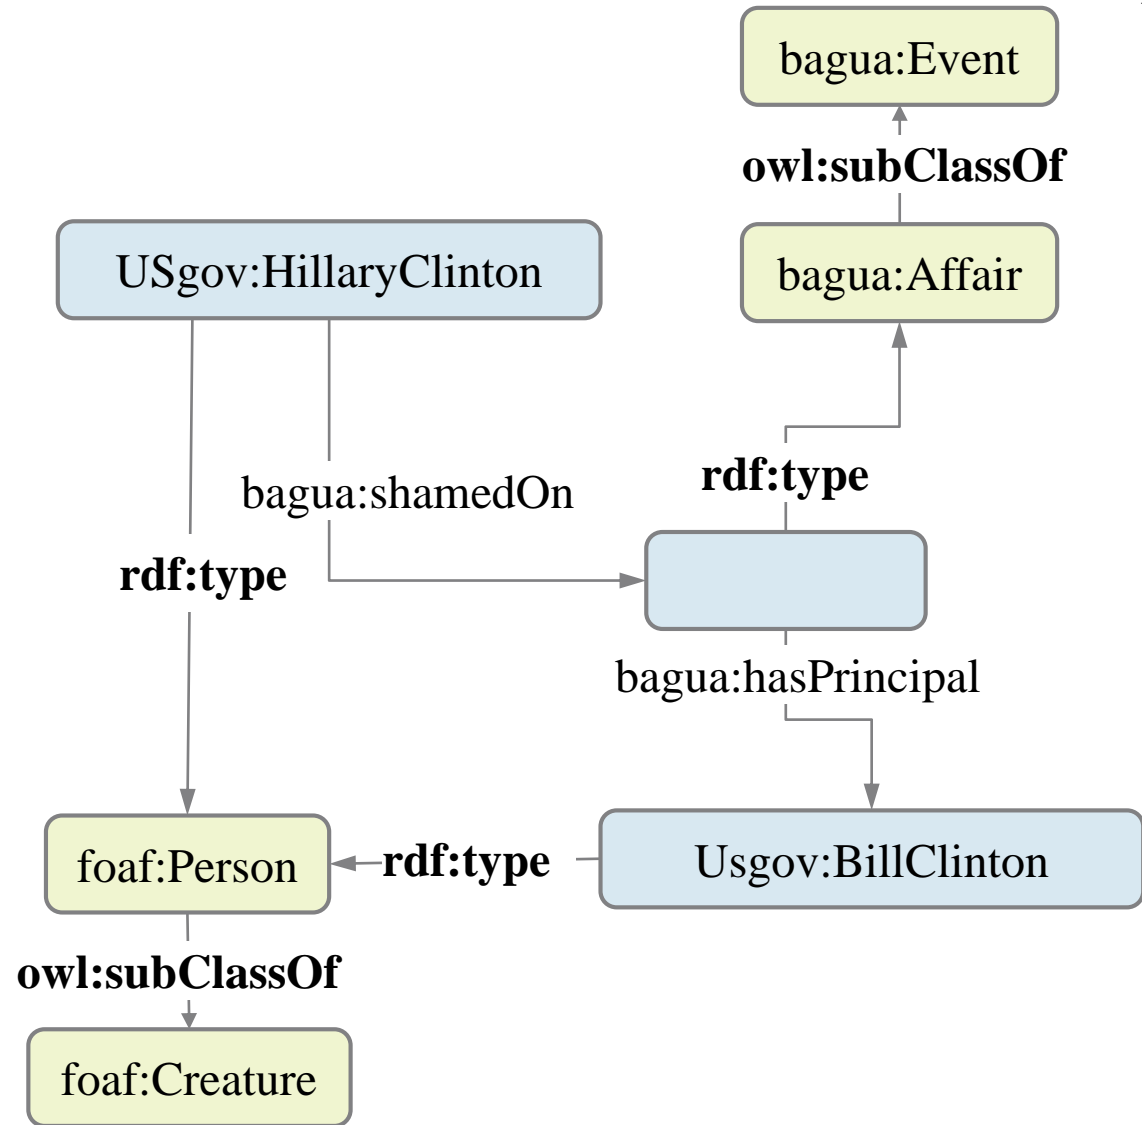 bagua:Event
owl:subClassOf
USgov:HillaryClinton
bagua:Affair
rdf:type
bagua:shamedOn
rdf:type
bagua:hasPrincipal
foaf:Person
rdf:type
Usgov:BillClinton
owl:subClassOf
foaf:Creature